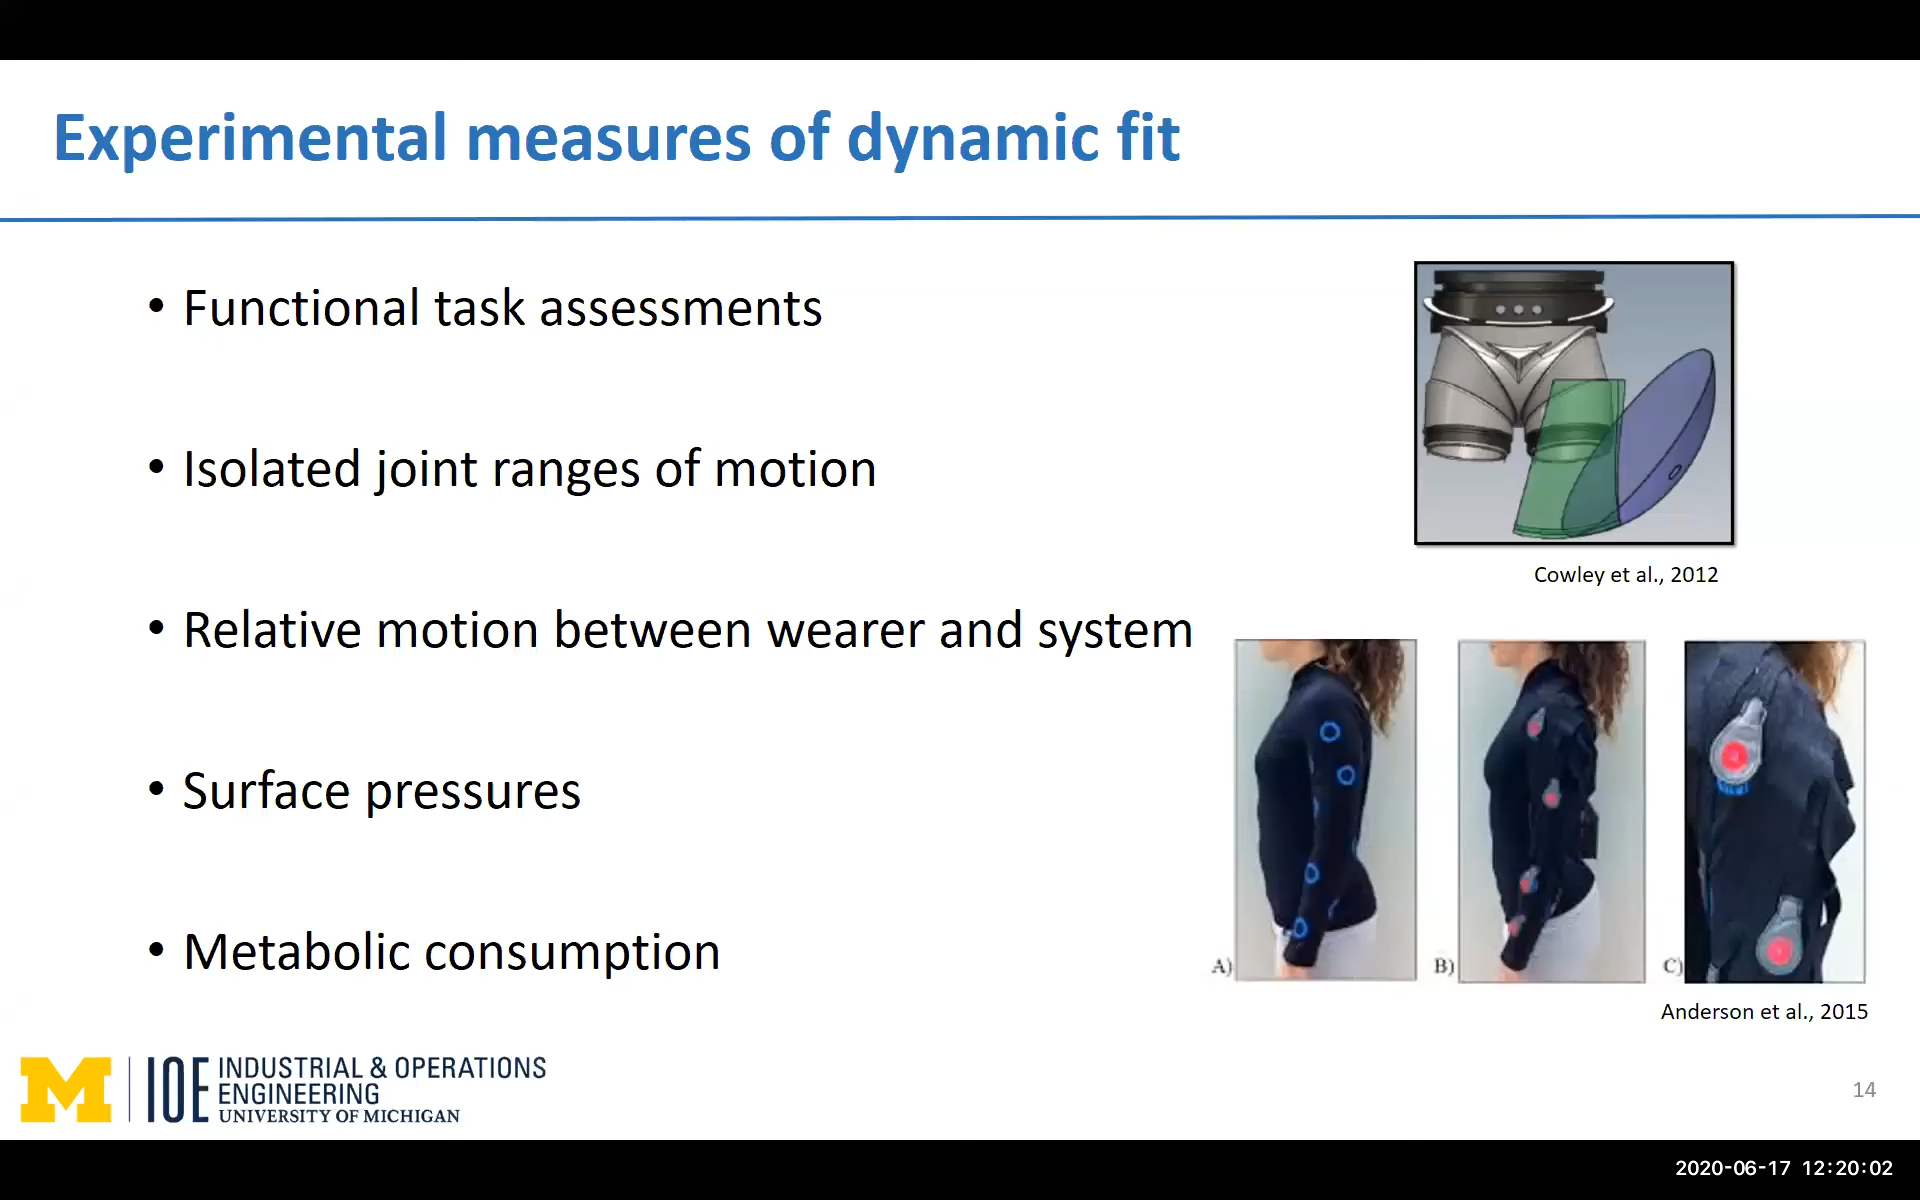 Experimental measures of dynamic fit
• Functional task assessments
• Isolated joint ranges of motion
• Relative motion between wearer and system
• Surface pressures
• Metabolic consumption
Cowley et al., 2012
A)
B)
C)
Anderson et al., 2015
M
IOE
INDUSTRIAL & OPERATIONS
ENGINEERING
UNIVERSITY OF MICHIGAN
14
2020-06-17 12:20:02